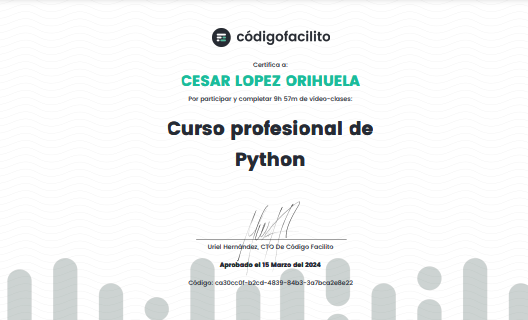 códigofacilito
Certifica a:
CESAR LOPEZ ORIHUELA
Por participar y completar 9h 57m de video-clases:
Curso profesional de
Python
Uriel Hernández, CTO De Código Facilito
Aprobado el 15 Marzo del 2024
Código: ca30cc0f-b2cd-4839-84b3-3a7bca2e8e22